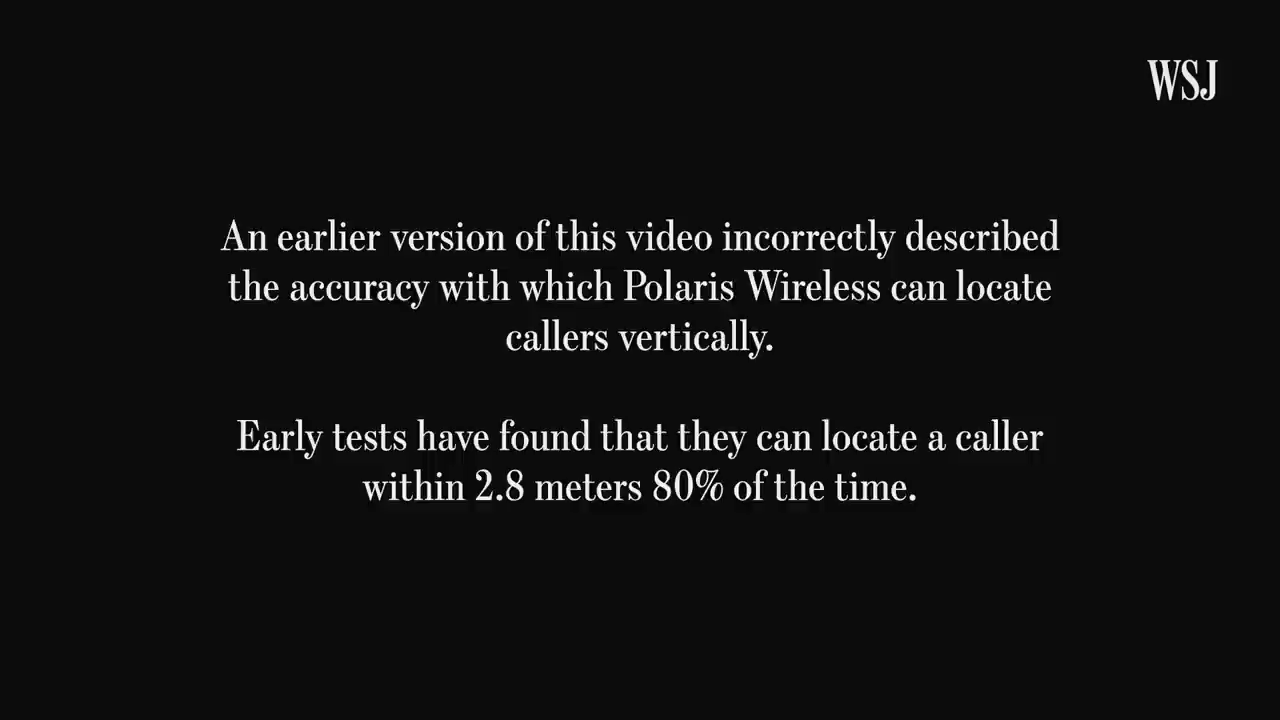 WSJ
An earlier version of this video incorrectly described
the accuracy with which Polaris Wireless can locate
callers vertically.
Early tests have found that they can locate a caller
within 2.8 meters 80% of the time.